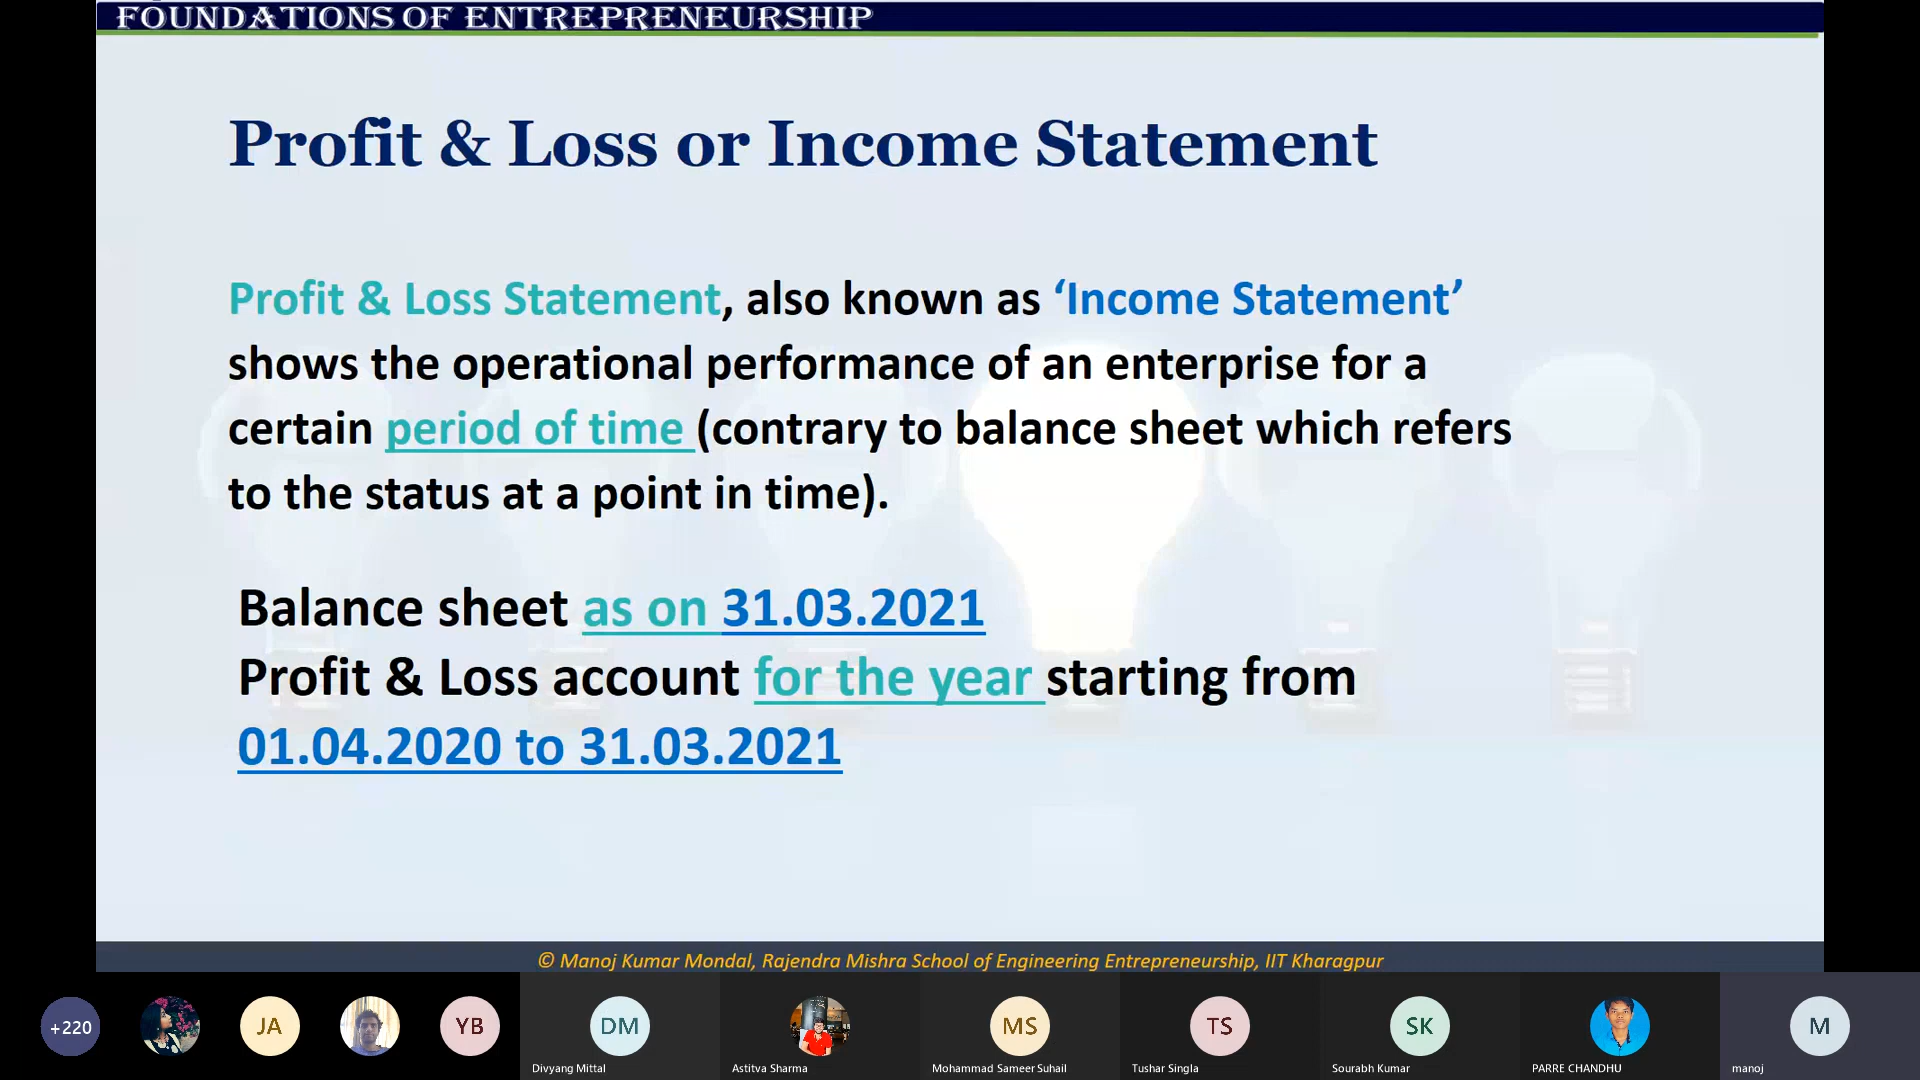 FOUNDATIONS OF ENTREPRENEURSHIP
Profit & Loss or Income Statement
Profit & Loss Statement, also known as ‘Income Statement’
shows the operational performance of an enterprise for a
certain period of time (contrary to balance sheet which refers
to the status at a point in time).
Balance sheet as on 31.03.2021
Profit & Loss account for the year starting from
01.04.2020 to 31.03.2021
© Manoj Kumar Mondal, Rajendra Mishra School of Engineering Entrepreneurship, IIT Kharagpur
+220 JA YB DM MS TS SK M
Divyang Mittal Astitva Sharma Mohammad Sameer Suhail Tushar Singla Sourabh Kumar PARRE CHANDHU manoj